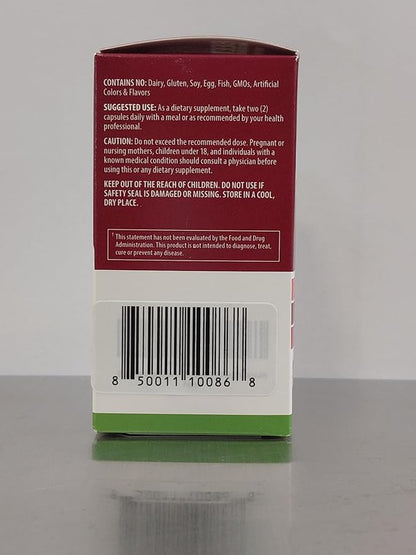 CONTAINS NO: Dairy, Gluten, Soy, Egg, Fish, GMOs, Artificial
Colors & Flavors
SUGGESTED USE: As a dietary supplement, take two (2)
capsules daily with a meal or as recommended by your health
professional.
CAUTION: Do not exceed the recommended dose. Pregnant or
nursing mothers, children under 18, and individuals with a
known medical condition should consult a physician before
using this or any dietary supplement.
KEEP OUT OF THE REACH OF CHILDREN. DO NOT USE IF
SAFETY SEAL IS DAMAGED OR MISSING. STORE IN A COOL,
DRY PLACE.
† This statement has not been evaluated by the Food and Drug
Administration. This product is not intended to diagnose, treat,
cure or prevent any disease.
8 50011 10086 8